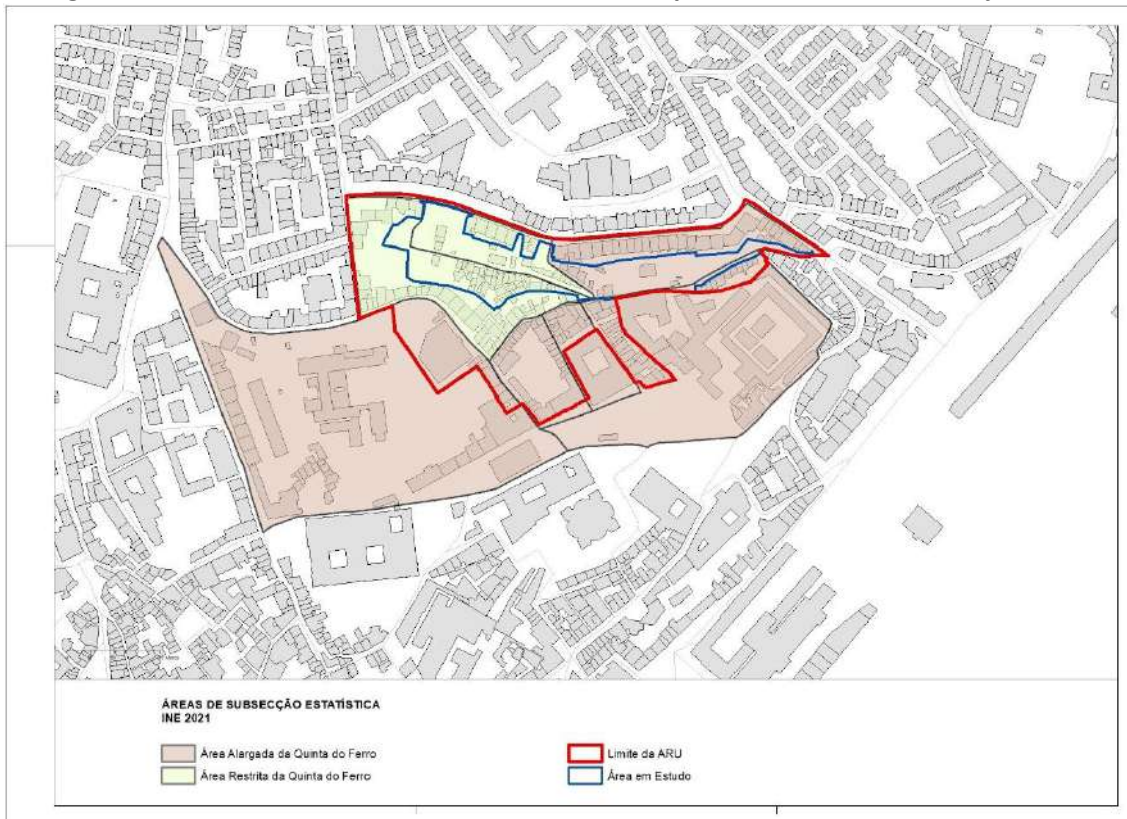 ÁREAS DE SUBSECÇÃO ESTATÍSTICA
INE 2021
Área Alargada da Quinta do Ferro
Área Restrita da Quinta do Ferro
Limite da ARU
Área em Estudo